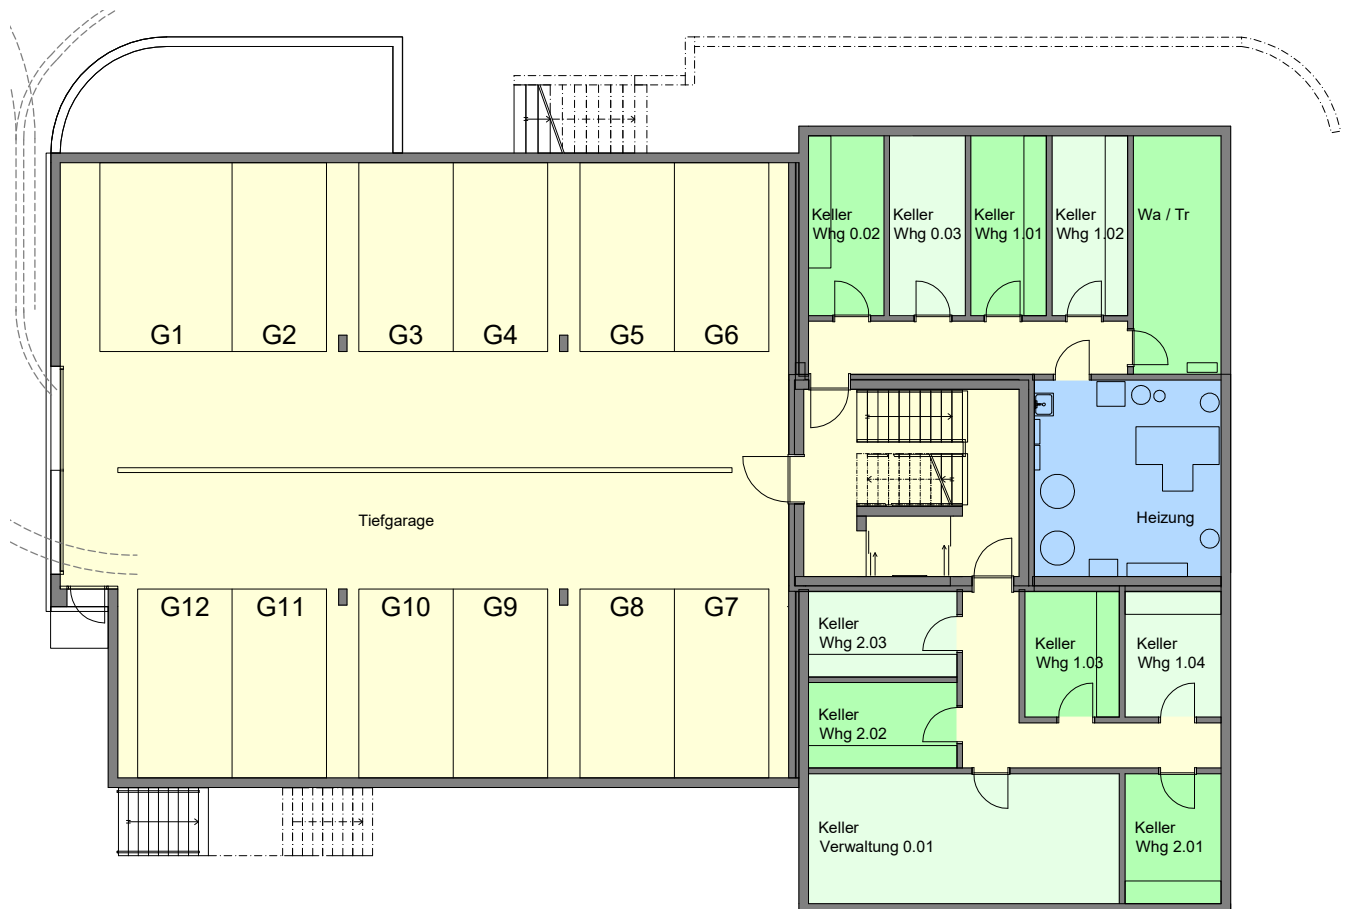 Keller
Whg 0.02
Keller
Whg 0.03
Keller
Whg 1.01
Keller
Whg 1.02
Wa / Tr
G1
G2
G3
G4
G5
G6
Tiefgarage
Heizung
G12
G11
G10
G9
G8
G7
Keller
Whg 2.03
Keller
Whg 1.03
Keller
Whg 1.04
Keller
Whg 2.02
Keller
Verwaltung 0.01
Keller
Whg 2.01